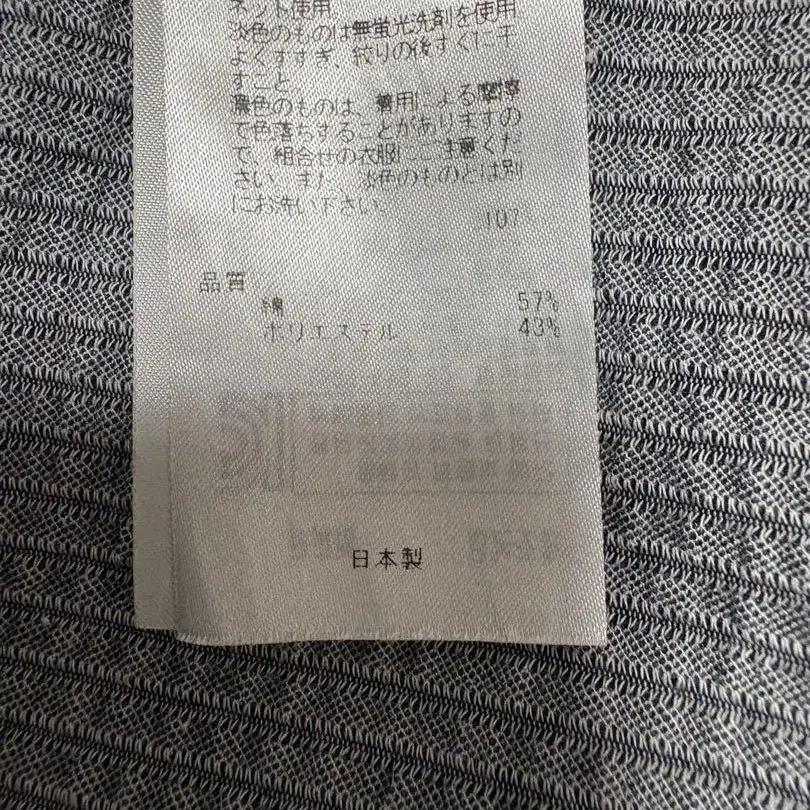 ネット使用
淡色のものは無蛍光洗剤を使用
よくすすぎ、絞りの後すぐに干
すこと。
濃色のものは、着用による摩擦
で色落ちすることがありますの
で、組合せの衣服にご注意くだ
さい。また、淡色のものとは別
にお洗い下さい。
107
品質
綿 57%
ポリエステル 43%
日本製